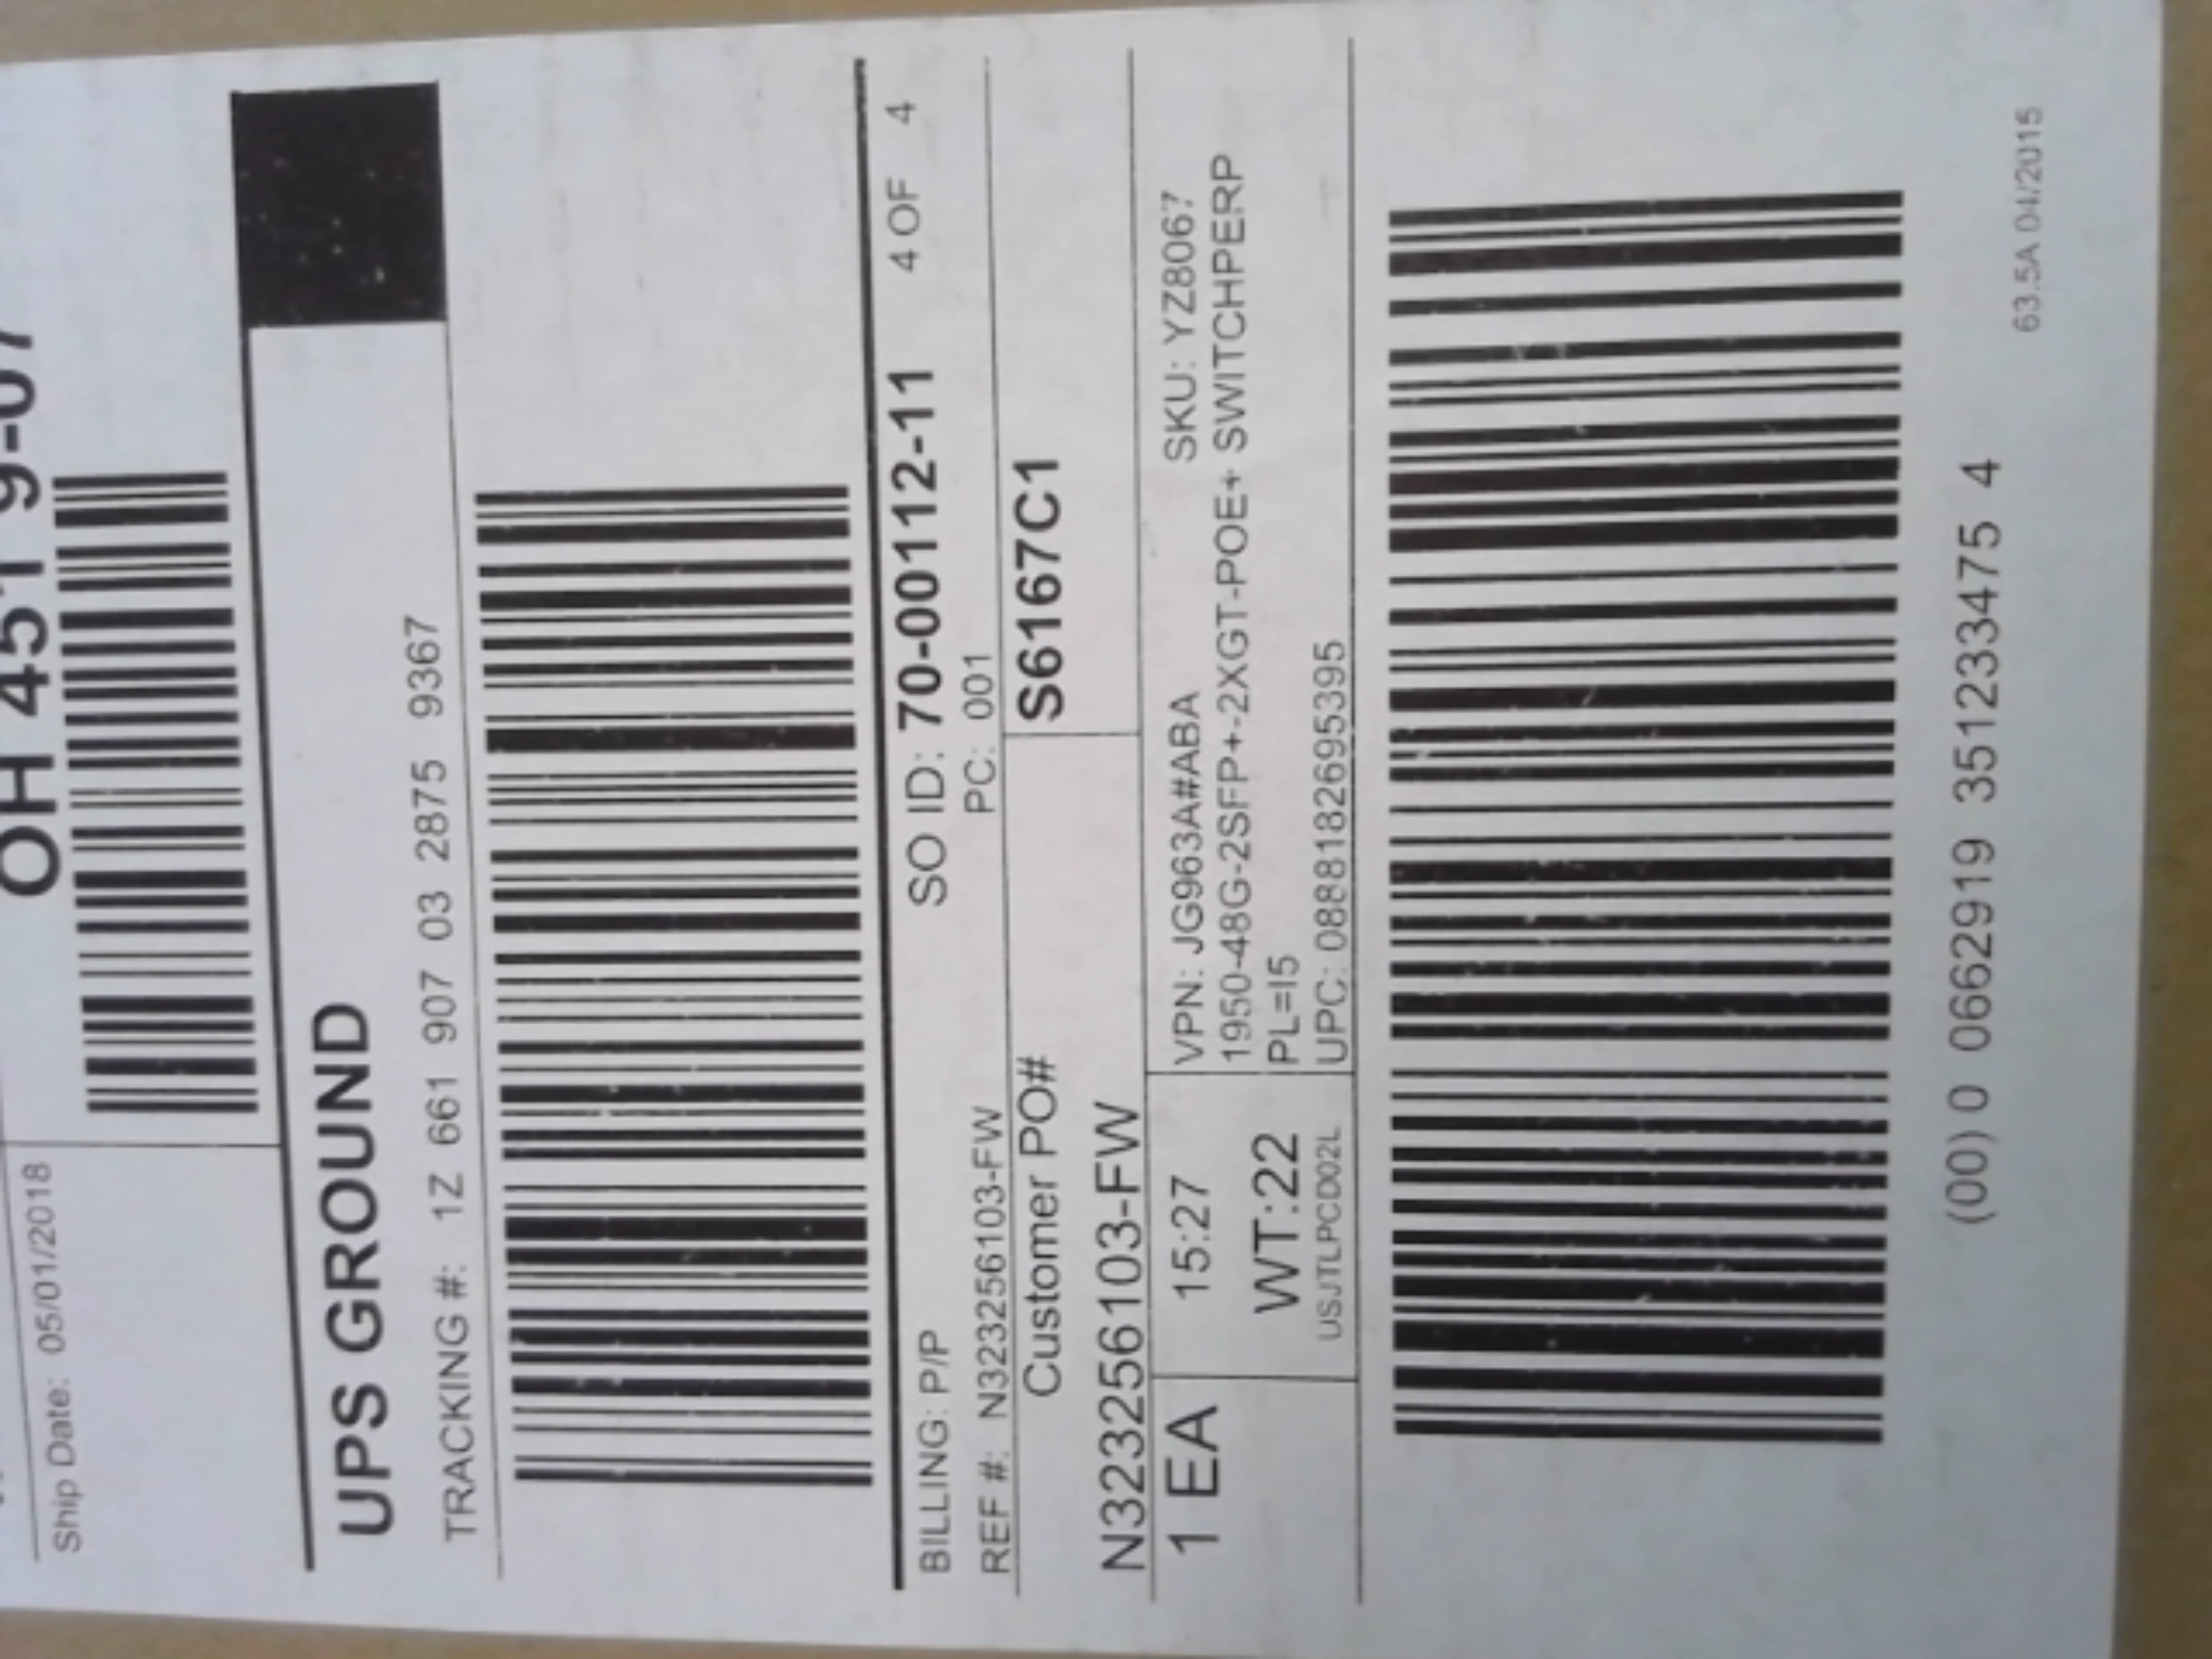 OH 451 9-07
Ship Date: 05/01/2018
UPS GROUND
TRACKING #: 1Z 661 907 03 2875 9367
BILLING: P/P SO ID: 70-00112-11 4 OF 4
REF #: N323256103-FW PC: 001
Customer PO# S6167C1
N323256103-FW
1 EA 15:27 VPN: JG963A#ABA SKU: YZ8067
1950-48G-2SFP+-2XGT-POE+ SWITCHPERP
WT:22 PL=I5
USJTLPCD02L UPC: 0888182695395
(00) 0 0662919 351233475 4
63.5A 04/2015